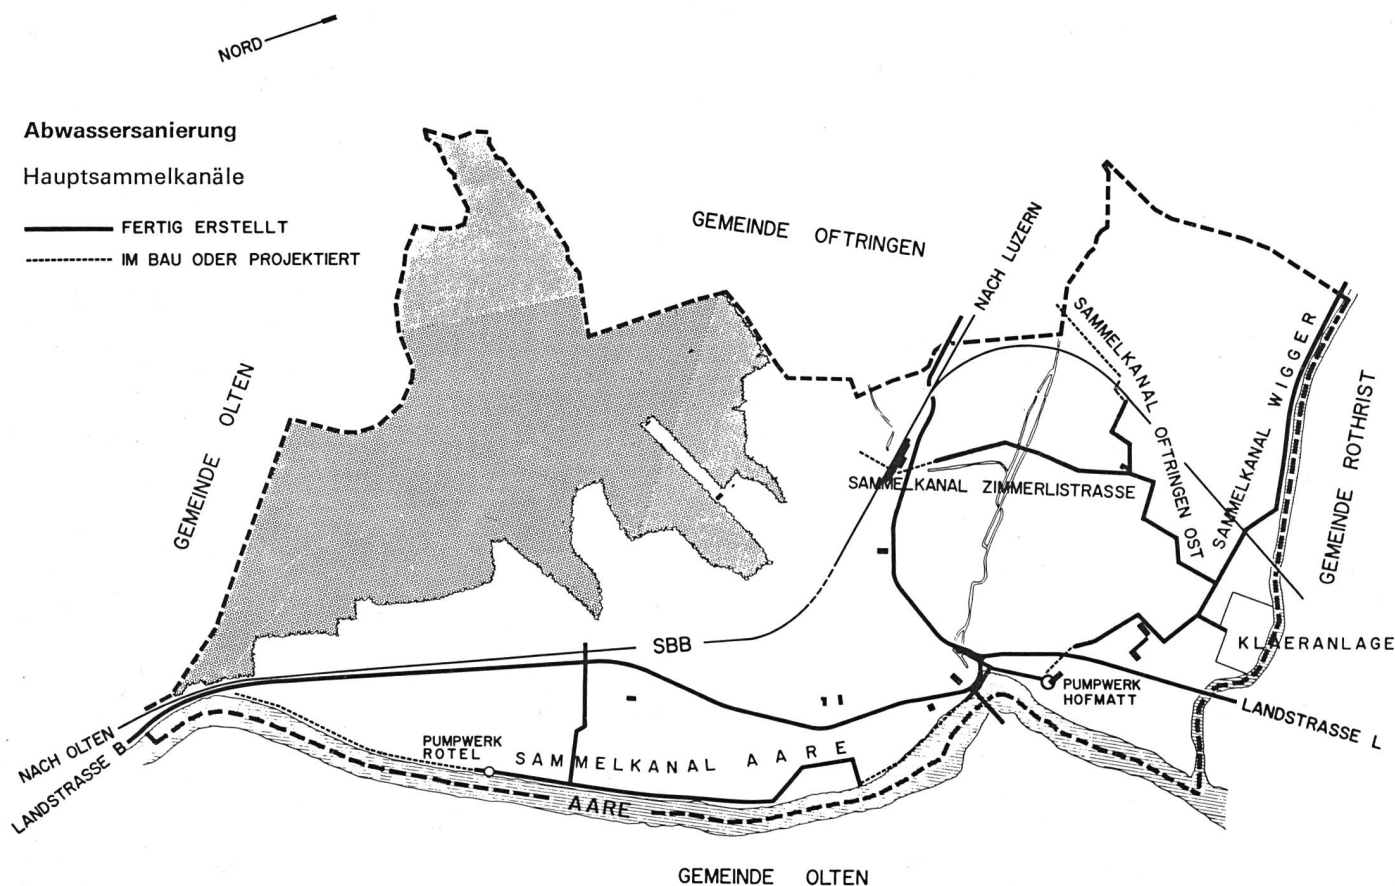 NORD
Abwassersanierung
Hauptsammelkanäle
FERTIG ERSTELLT
IM BAU ODER PROJEKTIERT
GEMEINDE OFTRINGEN
NACH LUZERN
SAMMELKANAL OFTRINGEN OST
SAMMELKANAL WIGGER
GEMEINDE ROTHRIST
GEMEINDE OLTEN
SAMMELKANAL ZIMMERLISTRASSE
SBB
KLAERANLAGE
PUMPWERK
HOFMATT
LANDSTRASSE L
NACH OLTEN
LANDSTRASSE B
PUMPWERK
ROTEL
SAMMELKANAL AARE
AARE
GEMEINDE OLTEN